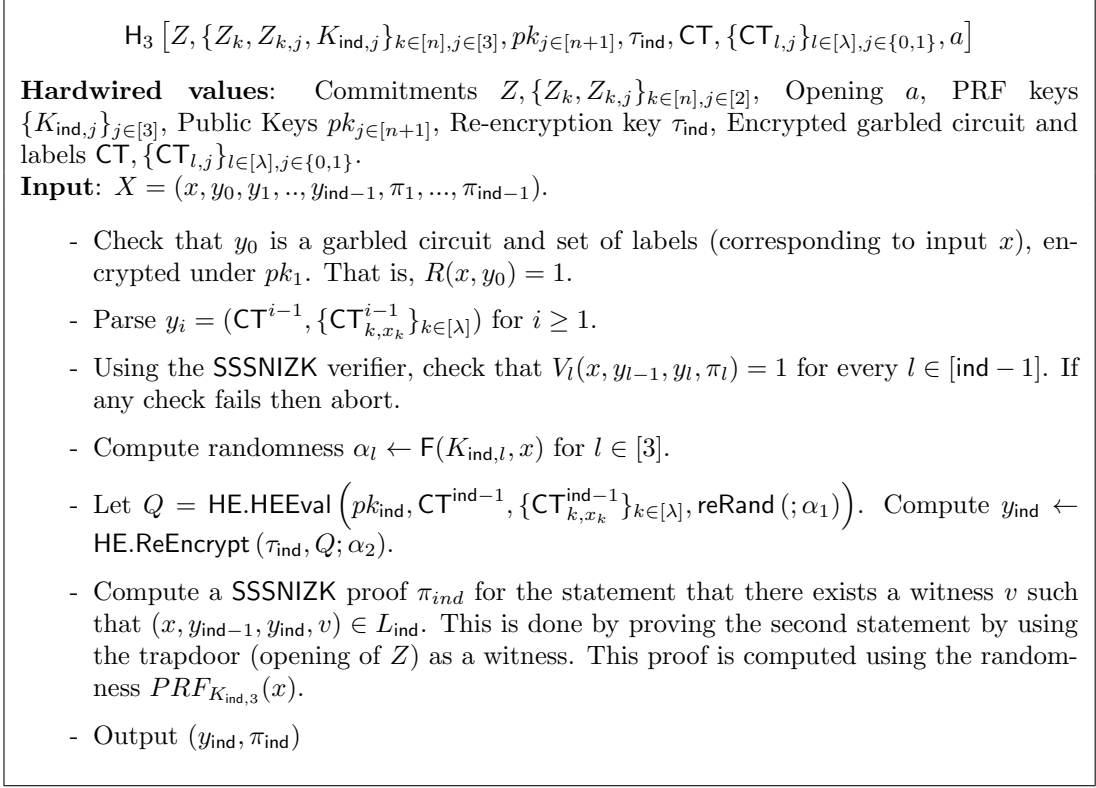 H₃ [Z, {Z_k, Z_{k,j}, K_{ind,j}}_{k∈[n],j∈[3]}, pk_{j∈[n+1]}, τ_ind, CT, {CT_{l,j}}_{l∈[λ],j∈{0,1}}, a]
Hardwired values: Commitments Z, {Z_k, Z_{k,j}}_{k∈[n],j∈[2]}, Opening a, PRF keys
{K_{ind,j}}_{j∈[3]}, Public Keys pk_{j∈[n+1]}, Re-encryption key τ_ind, Encrypted garbled circuit and
labels CT, {CT_{l,j}}_{l∈[λ],j∈{0,1}}.
Input: X = (x, y_0, y_1, .., y_{ind−1}, π_1, ..., π_{ind−1}).
- Check that y_0 is a garbled circuit and set of labels (corresponding to input x), en-
crypted under pk_1. That is, R(x, y_0) = 1.
- Parse y_i = (CT^{i−1}, {CT^{i−1}_{k,x_k}}_{k∈[λ]}) for i ≥ 1.
- Using the SSSNIZK verifier, check that V_l(x, y_{l−1}, y_l, π_l) = 1 for every l ∈ [ind − 1]. If
any check fails then abort.
- Compute randomness α_l ← F(K_{ind,l}, x) for l ∈ [3].
- Let Q = HE.HEEval (pk_ind, CT^{ind−1}, {CT^{ind−1}_{k,x_k}}_{k∈[λ]}, reRand (; α_1)). Compute y_ind ←
HE.ReEncrypt (τ_ind, Q; α_2).
- Compute a SSSNIZK proof π_{ind} for the statement that there exists a witness v such
that (x, y_{ind−1}, y_ind, v) ∈ L_ind. This is done by proving the second statement by using
the trapdoor (opening of Z) as a witness. This proof is computed using the random-
ness PRF_{K_{ind,3}}(x).
- Output (y_ind, π_ind)